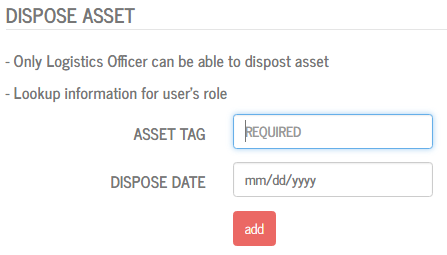 DISPOSE ASSET
- Only Logistics Officer can be able to dispost asset
- Lookup information for user's role
ASSET TAG REQUIRED
DISPOSE DATE mm/dd/yyyy
add